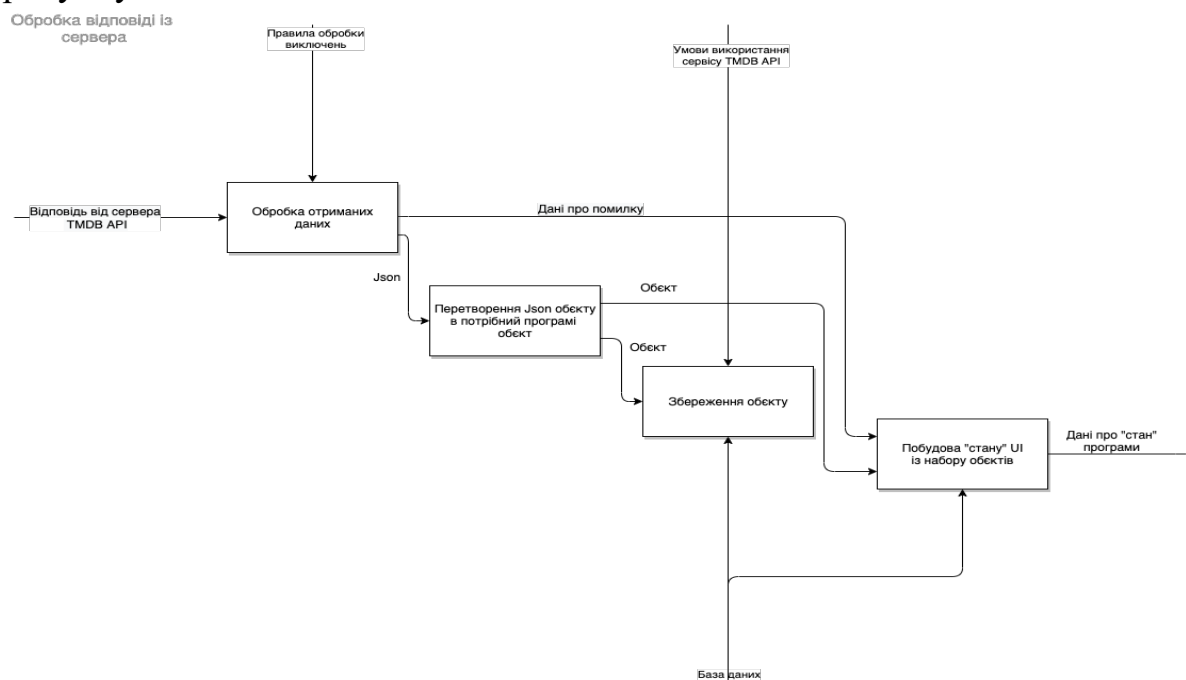 Обробка відповіді із
сервера
Правила обробки
виключень
Умови використання
сервісу TMDB API
Відповідь від сервера
TMDB API
Обробка отриманих
даних
Дані про помилку
Json
Перетворення Json обєкту
в потрібний програмі
обєкт
Обєкт
Обєкт
Збереження обєкту
Побудова "стану" UI
із набору обєктів
Дані про "стан"
програми
База даних